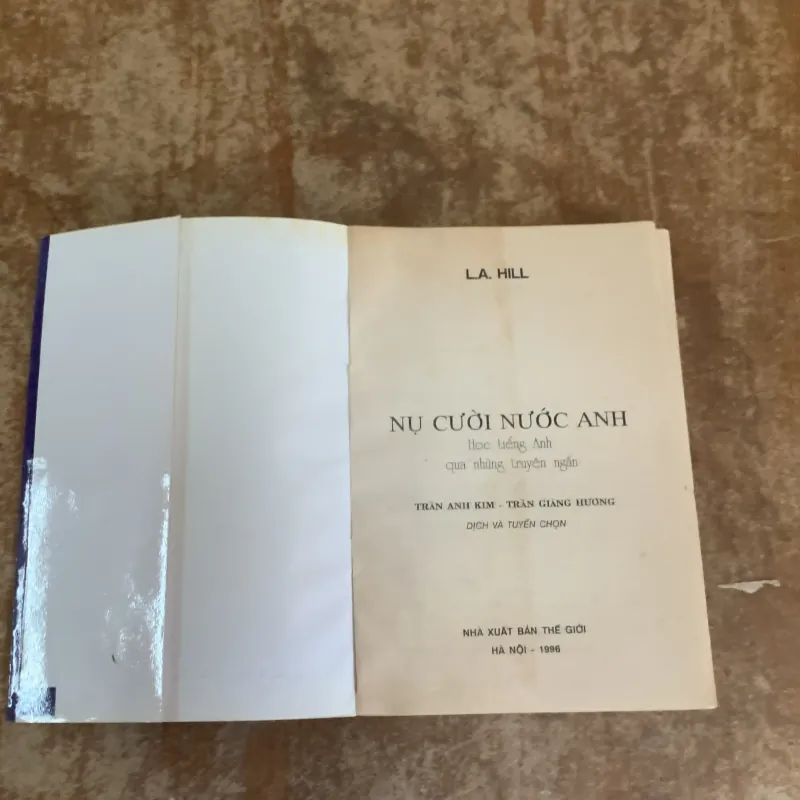 L.A. HILL
NỤ CƯỜI NƯỚC ANH
Học tiếng Anh
qua những truyện ngắn
TRẦN ANH KIM - TRẦN GIÁNG HƯƠNG
DỊCH VÀ TUYỂN CHỌN
NHÀ XUẤT BẢN THẾ GIỚI
HÀ NỘI - 1996